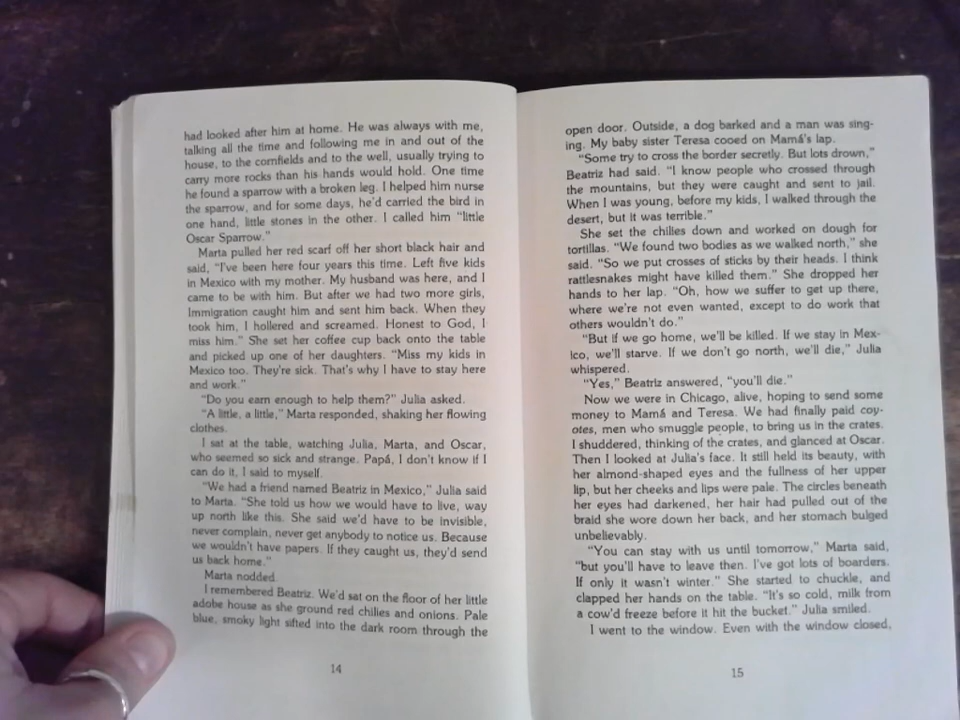 had looked after him at home. He was always with me,
talking all the time and following me in and out of the
house, to the cornfields and to the well, usually trying to
carry more rocks than his hands would hold. One time
he found a sparrow with a broken leg. I helped him nurse
the sparrow, and for some days, he'd carried the bird in
one hand, little stones in the other. I called him "little
Oscar Sparrow."
Marta pulled her red scarf off her short black hair and
said, "I've been here four years this time. Left five kids
in Mexico with my mother. My husband was here, and I
came to be with him. But after we had two more girls,
Immigration caught him and sent him back. When they
took him, I hollered and screamed. Honest to God, I
miss him." She set her coffee cup back onto the table
and picked up one of her daughters. "Miss my kids in
Mexico too. They're sick. That's why I have to stay here
and work."
"Do you earn enough to help them?" Julia asked.
"A little, a little," Marta responded, shaking her flowing
clothes.
I sat at the table, watching Julia, Marta, and Oscar,
who seemed so sick and strange. Papá, I don't know if I
can do it, I said to myself.
"We had a friend named Beatriz in Mexico," Julia said
to Marta. "She told us how we would have to live, way
up north like this. She said we'd have to be invisible,
never complain, never get anybody to notice us. Because
we wouldn't have papers. If they caught us, they'd send
us back home."
Marta nodded.
I remembered Beatriz. We'd sat on the floor of her little
adobe house as she ground red chilies and onions. Pale
blue, smoky light sifted into the dark room through the
14
open door. Outside, a dog barked and a man was sing-
ing. My baby sister Teresa cooed on Mamá's lap.
"Some try to cross the border secretly. But lots drown,"
Beatriz had said. "I know people who crossed through
the mountains, but they were caught and sent to jail.
When I was young, before my kids, I walked through the
desert, but it was terrible."
She set the chilies down and worked on dough for
tortillas. "We found two bodies as we walked north," she
said. "So we put crosses of sticks by their heads. I think
rattlesnakes might have killed them." She dropped her
hands to her lap. "Oh, how we suffer to get up there,
where we're not even wanted, except to do work that
others wouldn't do."
"But if we go home, we'll be killed. If we stay in Mex-
ico, we'll starve. If we don't go north, we'll die," Julia
whispered.
"Yes," Beatriz answered, "you'll die."
Now we were in Chicago, alive, hoping to send some
money to Mamá and Teresa. We had finally paid coy-
otes, men who smuggle people, to bring us in the crates.
I shuddered, thinking of the crates, and glanced at Oscar.
Then I looked at Julia's face. It still held its beauty, with
her almond-shaped eyes and the fullness of her upper
lip, but her cheeks and lips were pale. The circles beneath
her eyes had darkened, her hair had pulled out of the
braid she wore down her back, and her stomach bulged
unbelievably.
"You can stay with us until tomorrow," Marta said,
"but you'll have to leave then. I've got lots of boarders.
If only it wasn't winter." She started to chuckle, and
clapped her hands on the table. "It's so cold, milk from
a cow'd freeze before it hit the bucket." Julia smiled.
I went to the window. Even with the window closed,
15